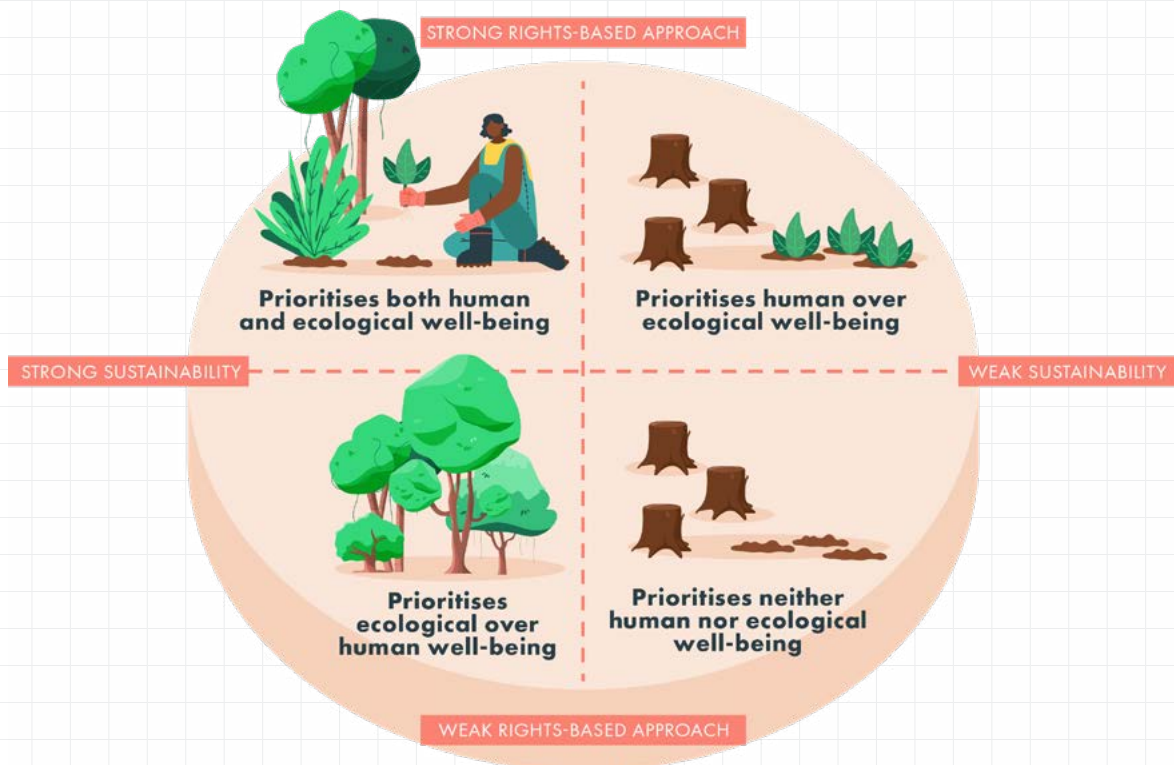 STRONG RIGHTS-BASED APPROACH
Prioritises both human
and ecological well-being
Prioritises human over
ecological well-being
STRONG SUSTAINABILITY
WEAK SUSTAINABILITY
Prioritises
ecological over
human well-being
Prioritises neither
human nor ecological
well-being
WEAK RIGHTS-BASED APPROACH